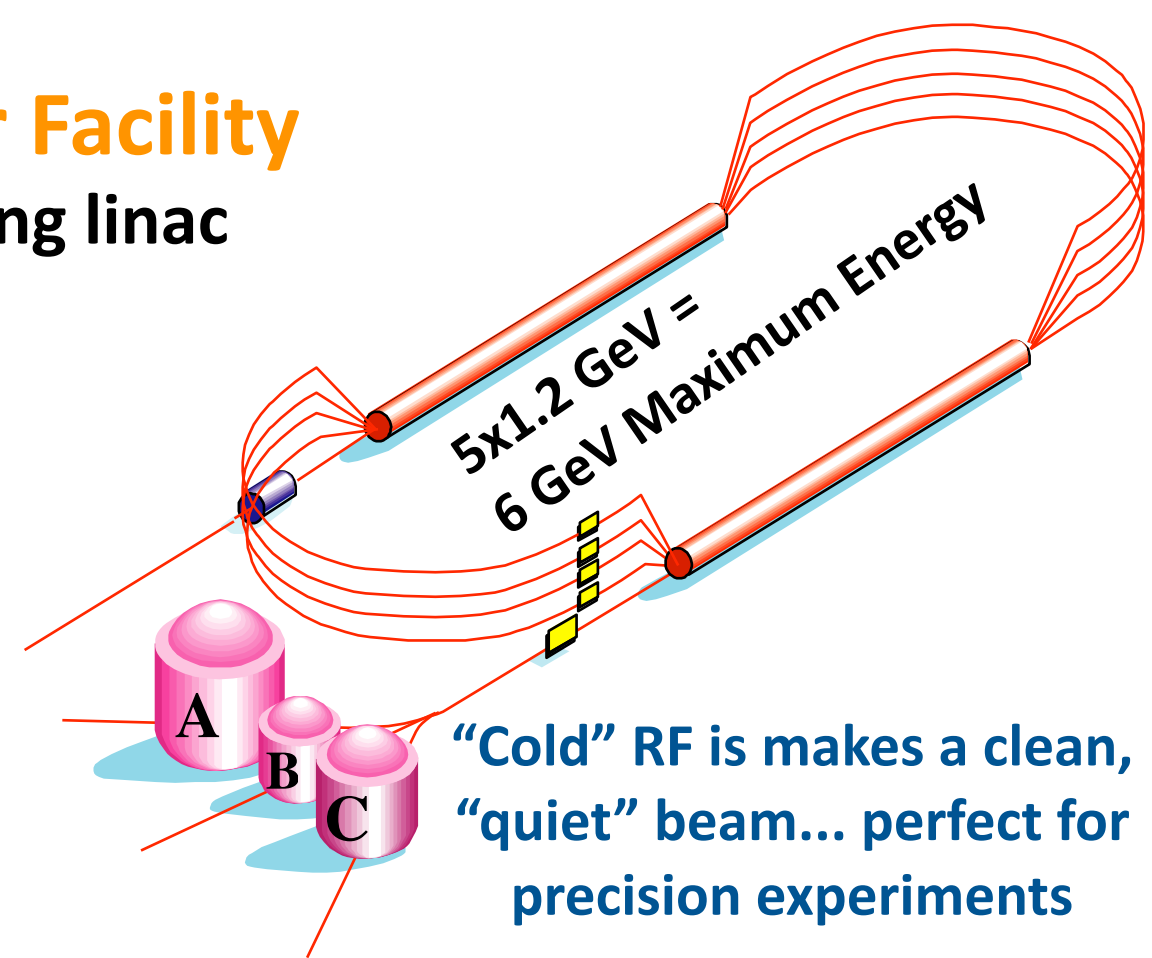 r Facility
ng linac
5x1.2 GeV =
6 GeV Maximum Energy
A
B
C
“Cold” RF is makes a clean,
“quiet” beam... perfect for
precision experiments